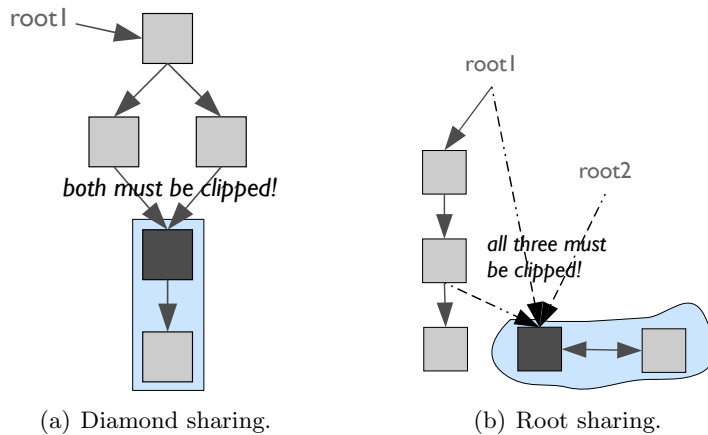 root1
both must be clipped!
(a) Diamond sharing.
root1
root2
all three must
be clipped!
(b) Root sharing.